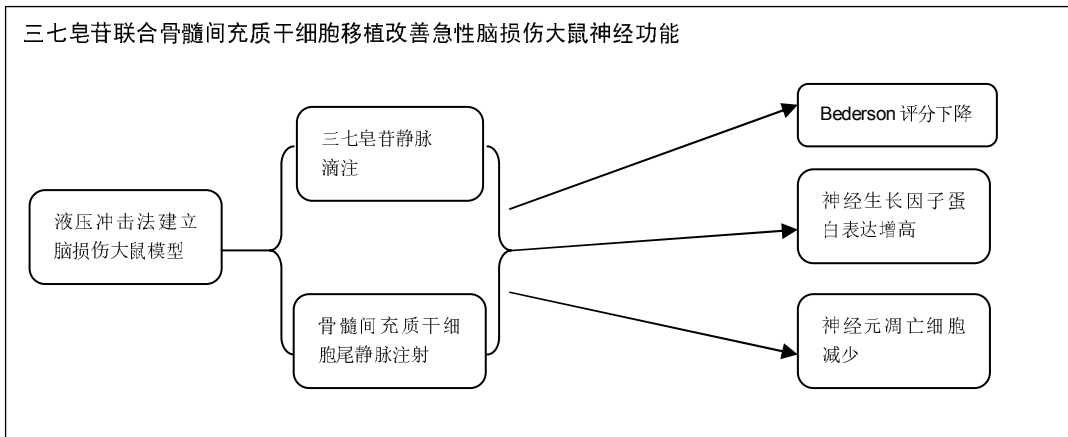 三七皂苷联合骨髓间充质干细胞移植改善急性脑损伤大鼠神经功能
液压冲击法建立
脑损伤大鼠模型
三七皂苷静脉
滴注
骨髓间充质干细
胞尾静脉注射
Bederson 评分下降
神经生长因子蛋
白表达增高
神经元凋亡细胞
减少